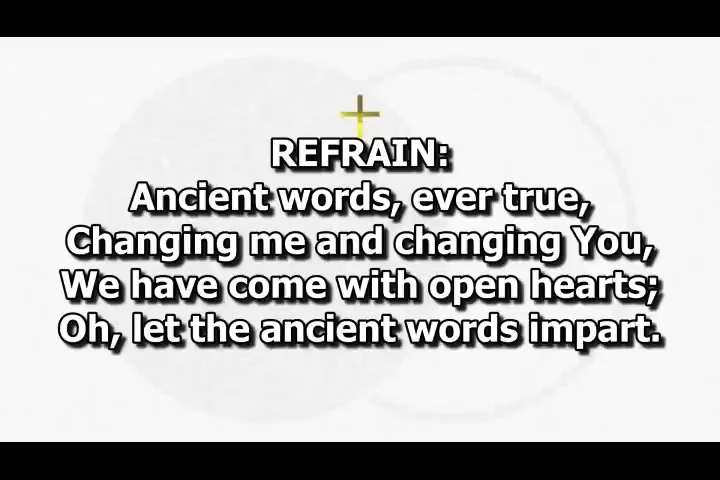 REFRAIN:
Ancient words, ever true,
Changing me and changing You,
We have come with open hearts;
Oh, let the ancient words impart.